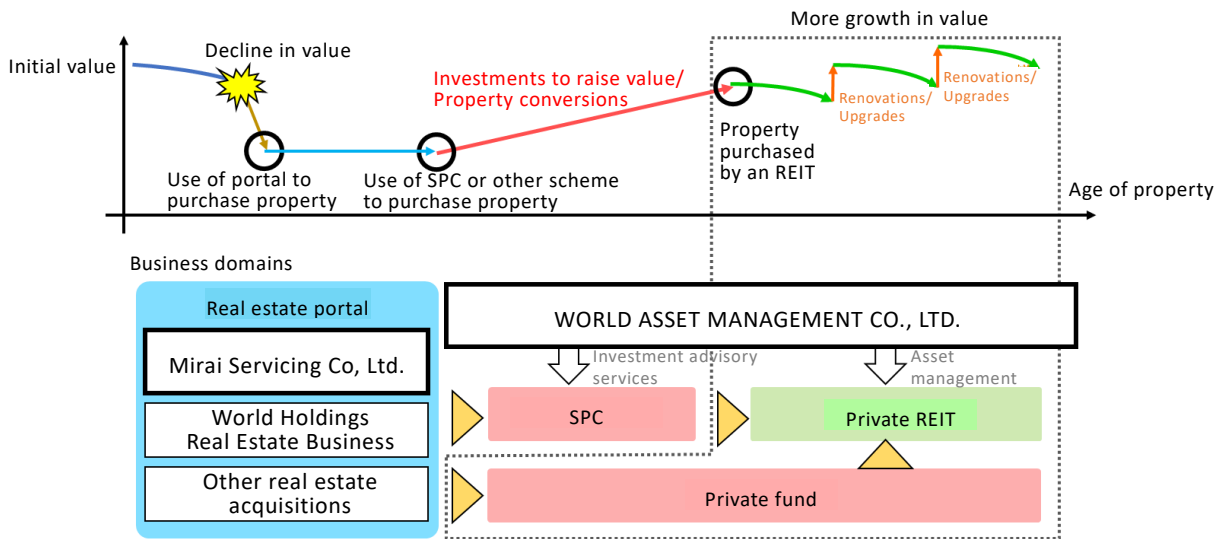 More growth in value
Decline in value
Initial value
Investments to raise value/
Property conversions
Renovations/
Upgrades
Renovations/
Upgrades
Property
purchased
by an REIT
Use of portal to
purchase property
Use of SPC or other scheme
to purchase property
Age of property
Business domains
Real estate portal
Mirai Servicing Co, Ltd.
World Holdings
Real Estate Business
Other real estate
acquisitions
WORLD ASSET MANAGEMENT CO., LTD.
Investment advisory
services
Asset
management
SPC
Private REIT
Private fund